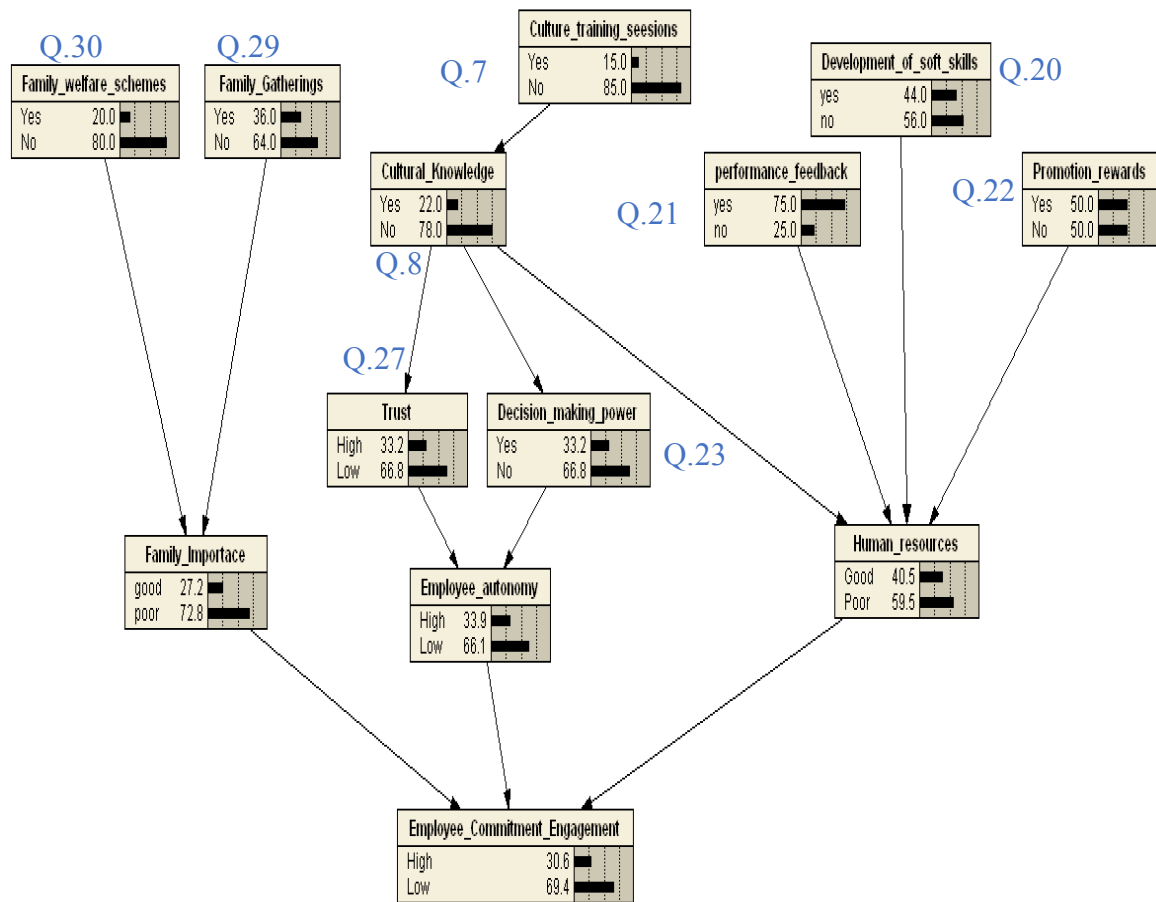 Q.30
Q.29
Culture_training_seesions
Yes 15.0
No 85.0
Q.7
Development_of_soft_skills
yes 44.0
no 56.0
Q.20
Family_welfare_schemes
Yes 20.0
No 80.0
Family_Gatherings
Yes 36.0
No 64.0
Cultural_Knowledge
Yes 22.0
No 78.0
Q.8
performance_feedback
yes 75.0
no 25.0
Q.21
Promotion_rewards
Yes 50.0
No 50.0
Q.22
Q.27
Trust
High 33.2
Low 66.8
Decision_making_power
Yes 33.2
No 66.8
Q.23
Family_Importace
good 27.2
poor 72.8
Employee_autonomy
High 33.9
Low 66.1
Human_resources
Good 40.5
Poor 59.5
Employee_Commitment_Engagement
High 30.6
Low 69.4